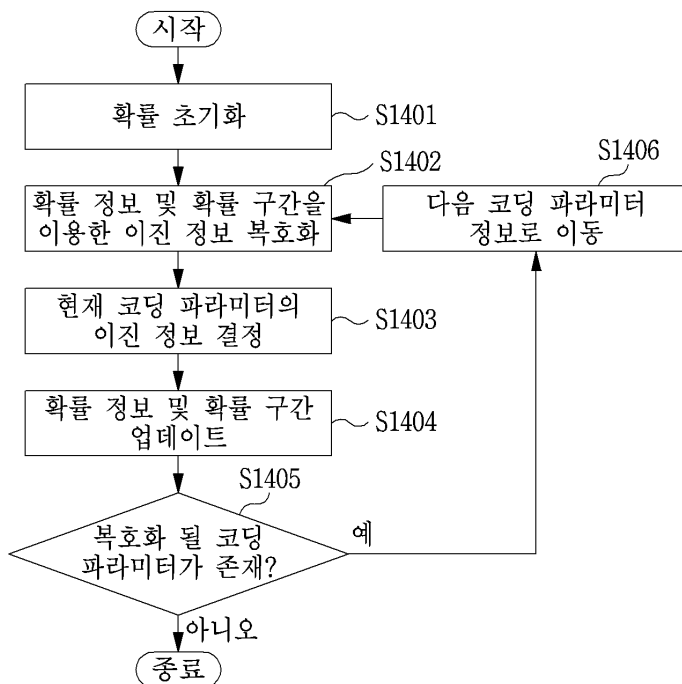 시작
확률 초기화
S1401
S1402
S1406
확률 정보 및 확률 구간을
이용한 이진 정보 복호화
다음 코딩 파라미터
정보로 이동
현재 코딩 파라미터의
이진 정보 결정
S1403
확률 정보 및 확률 구간
업데이트
S1404
S1405
복호화 될 코딩
파라미터가 존재?
예
아니오
종료